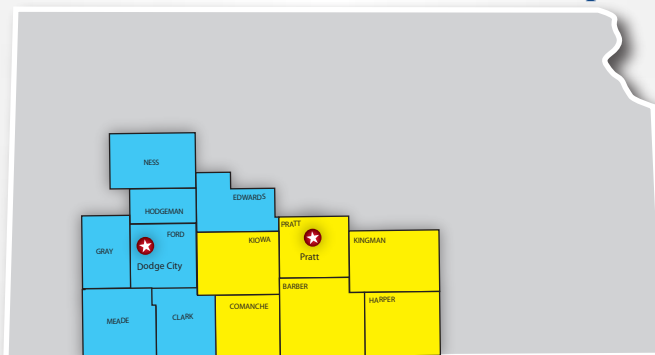 NESS
EDWARDS
HODGEMAN
PRATT
FORD
KIOWA
KINGMAN
GRAY
Pratt
Dodge City
BARBER
HARPER
COMANCHE
CLARK
MEADE